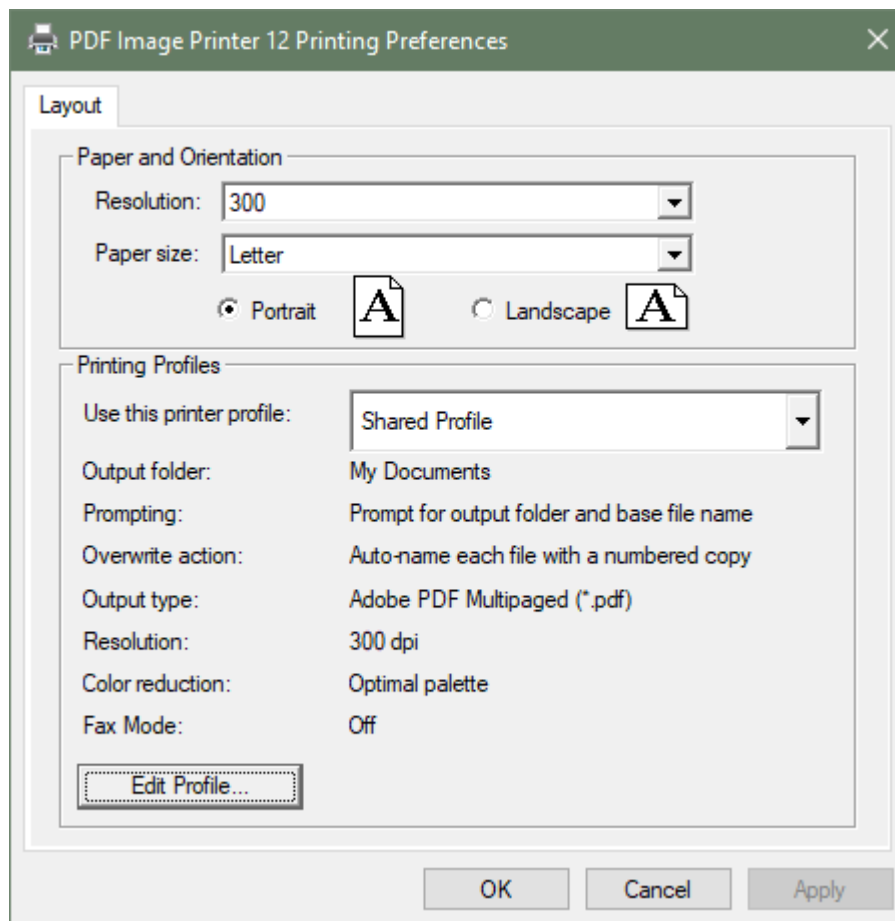 PDF Image Printer 12 Printing Preferences
Layout
Paper and Orientation
Resolution: 300
Paper size: Letter
Portrait A Landscape A
Printing Profiles
Use this printer profile: Shared Profile
Output folder: My Documents
Prompting: Prompt for output folder and base file name
Overwrite action: Auto-name each file with a numbered copy
Output type: Adobe PDF Multipaged (*.pdf)
Resolution: 300 dpi
Color reduction: Optimal palette
Fax Mode: Off
Edit Profile...
OK Cancel Apply